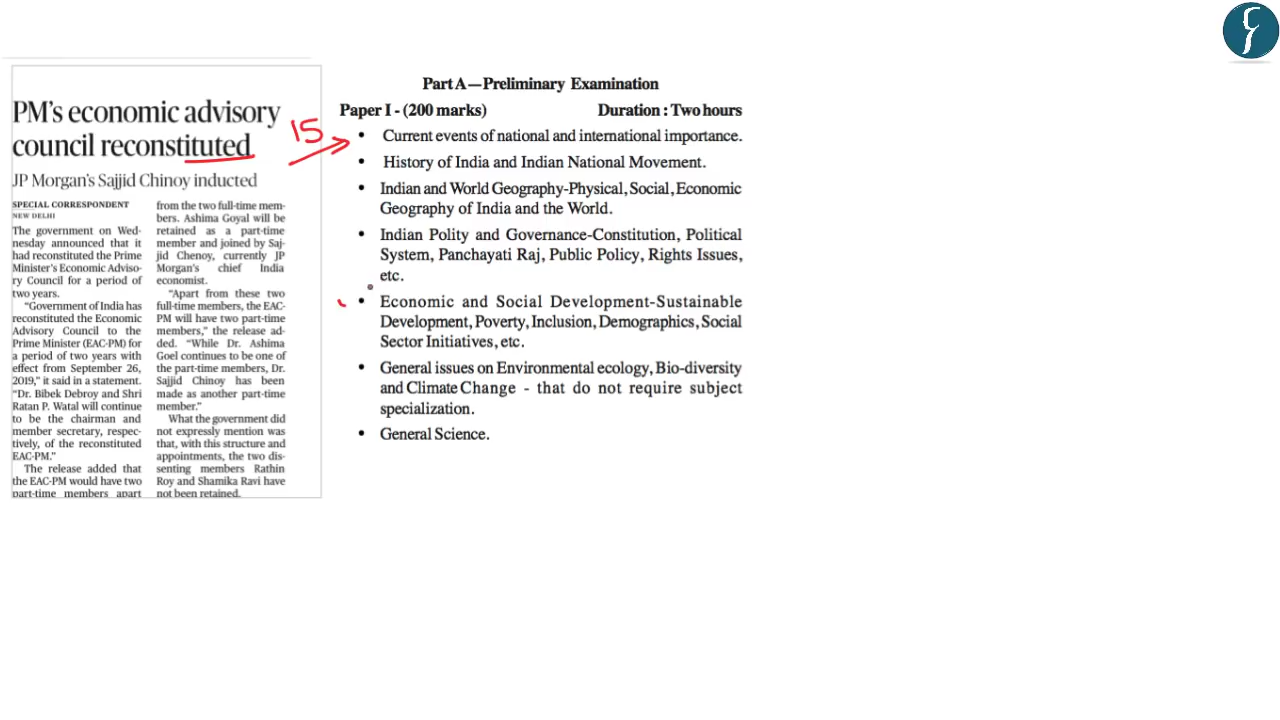 PM's economic advisory
council reconstituted
JP Morgan's Sajjid Chinoy inducted
SPECIAL CORRESPONDENT
NEW DELHI
The government on Wed-
nesday announced that it
had reconstituted the Prime
Minister's Economic Adviso-
ry Council for a period of
two years.
"Government of India has
reconstituted the Economic
Advisory Council to the
Prime Minister (EAC-PM) for
a period of two years with
effect from September 26,
2019," it said in a statement.
"Dr. Bibek Debroy and Shri
Ratan P. Watal will continue
to be the chairman and
member secretary, respec-
tively, of the reconstituted
EAC-PM."
The release added that
the EAC-PM would have two
part-time members apart
from the two full-time mem-
bers. Ashima Goyal will be
retained as a part-time
member and joined by Saj-
jid Chenoy, currently JP
Morgan's chief India
economist.
"Apart from these two
full-time members, the EAC-
PM will have two part-time
members," the release ad-
ded. "While Dr. Ashima
Goel continues to be one of
the part-time members, Dr.
Sajjid Chinoy has been
made as another part-time
member."
What the government did
not expressly mention was
that, with this structure and
appointments, the two dis-
senting members Rathin
Roy and Shamika Ravi have
not been retained.
15
Part A—Preliminary Examination
Paper I - (200 marks) Duration : Two hours
• Current events of national and international importance.
• History of India and Indian National Movement.
• Indian and World Geography-Physical, Social, Economic
Geography of India and the World.
• Indian Polity and Governance-Constitution, Political
System, Panchayati Raj, Public Policy, Rights Issues,
etc.
• Economic and Social Development-Sustainable
Development, Poverty, Inclusion, Demographics, Social
Sector Initiatives, etc.
• General issues on Environmental ecology, Bio-diversity
and Climate Change - that do not require subject
specialization.
• General Science.